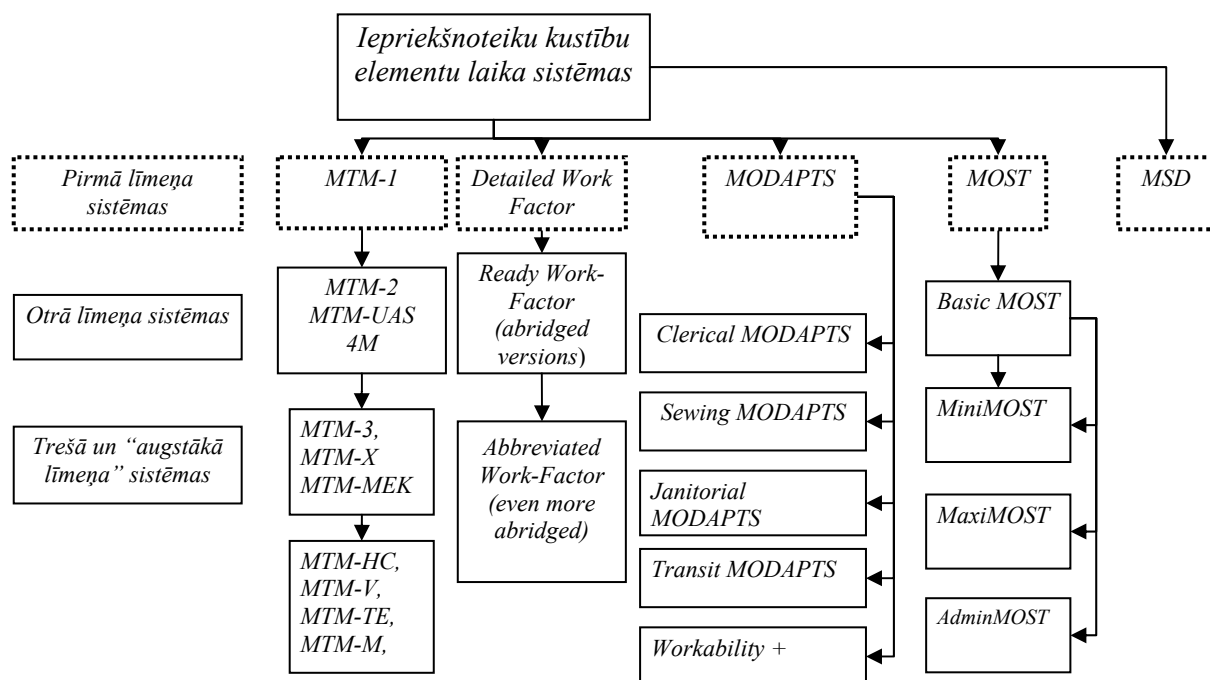 Iepriekšnoteiku kustību
elementu laika sistēmas
Pirmā līmeņa
sistēmas
MTM-1
Detailed Work
Factor
MODAPTS
MOST
MSD
Otrā līmeņa sistēmas
MTM-2
MTM-UAS
4M
Ready Work-
Factor
(abridged
versions)
Clerical MODAPTS
Basic MOST
Trešā un “augstākā
līmeņa” sistēmas
MTM-3,
MTM-X
MTM-MEK
Abbreviated
Work-Factor
(even more
abridged)
Sewing MODAPTS
MiniMOST
Janitorial
MODAPTS
MaxiMOST
MTM-HC,
MTM-V,
MTM-TE,
MTM-M,
Transit MODAPTS
AdminMOST
Workability +